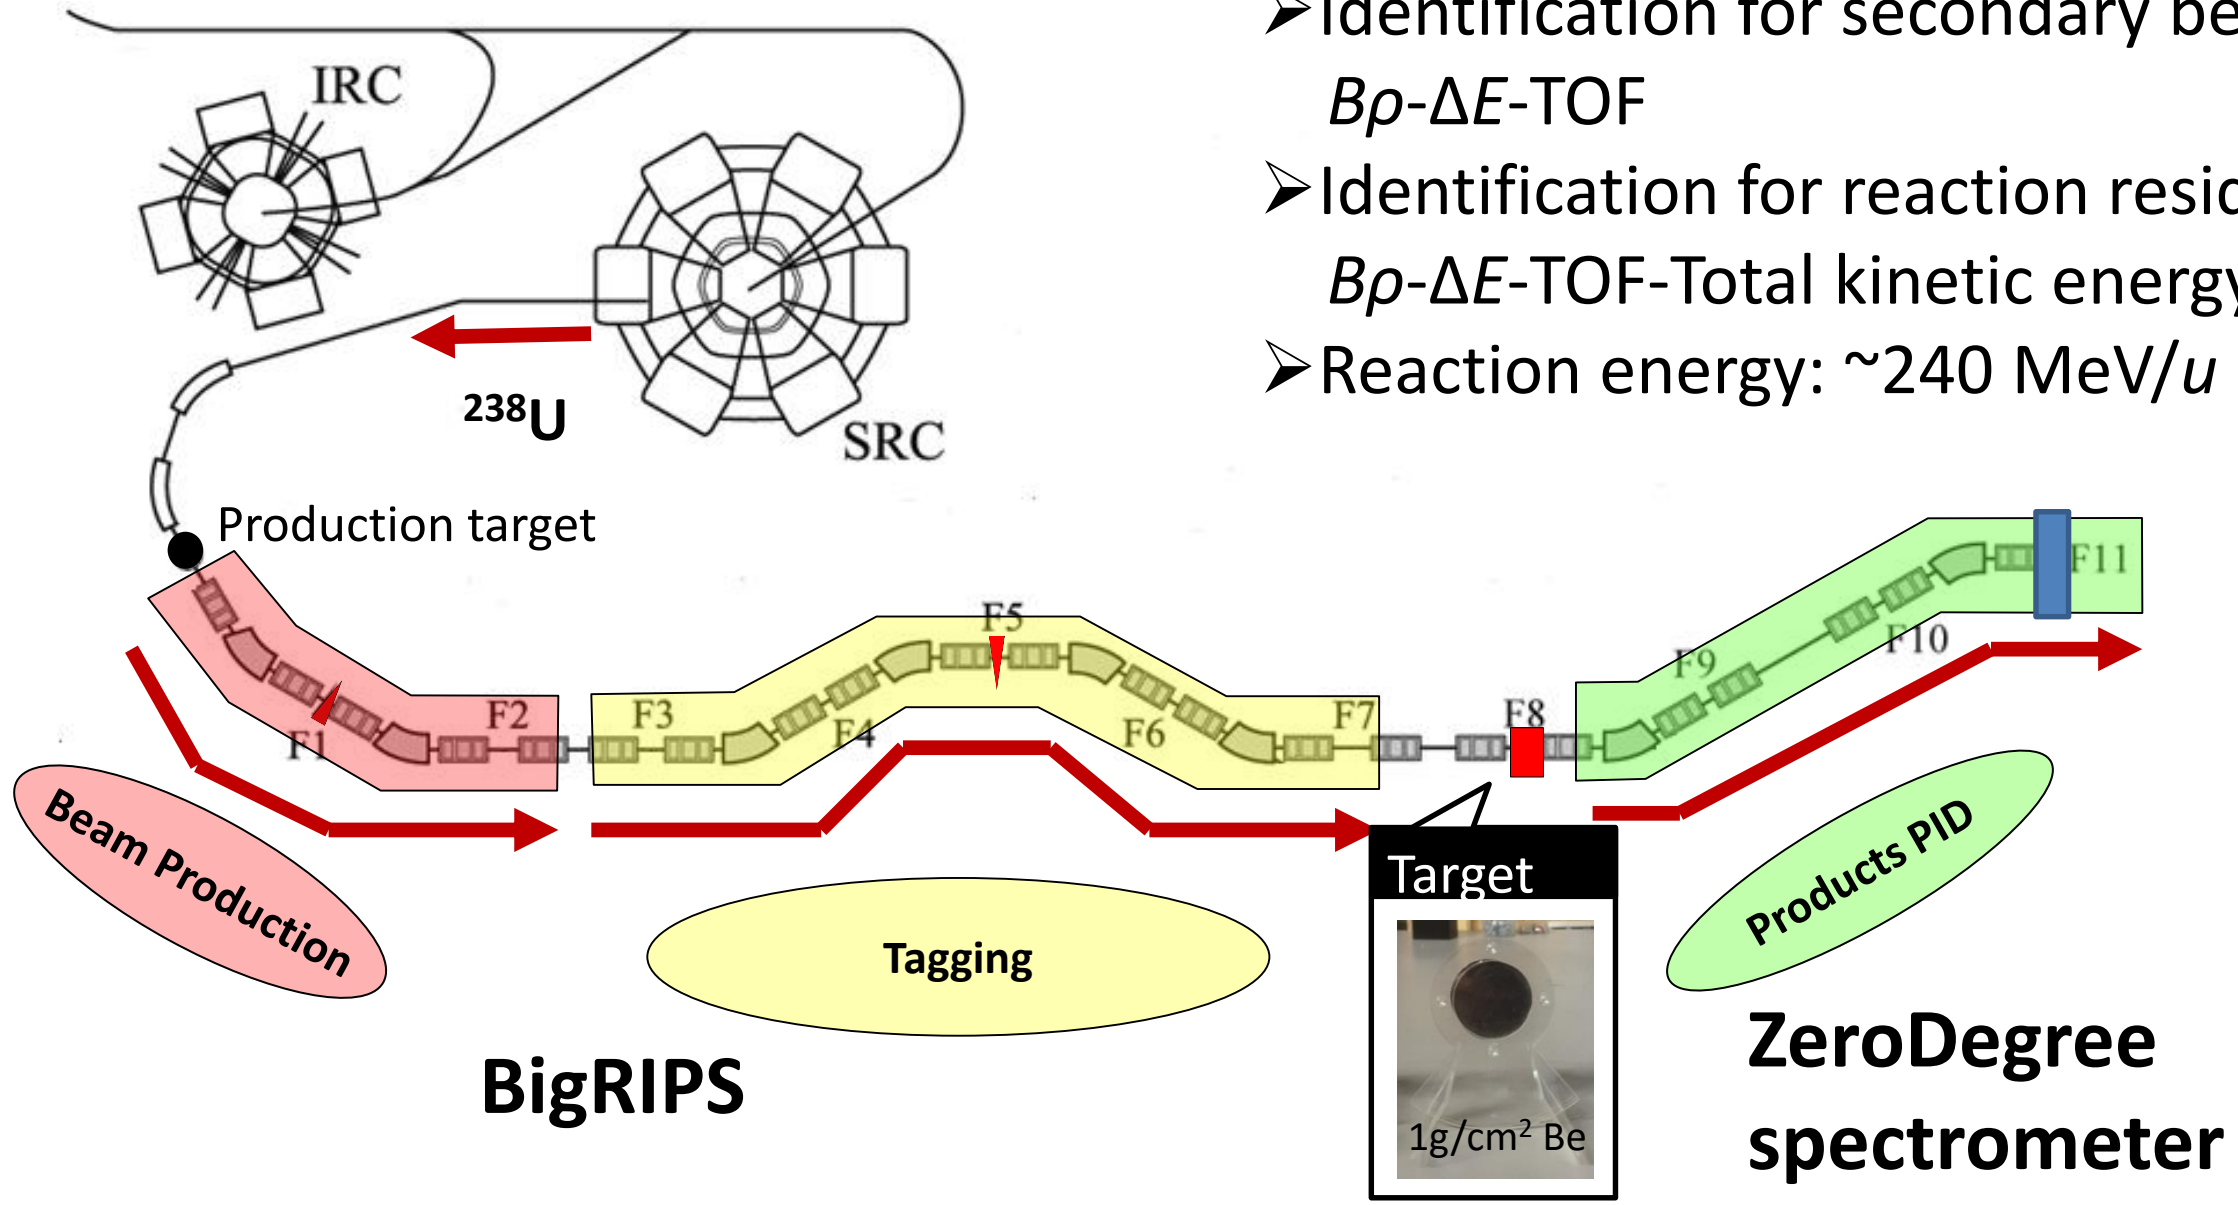 ➢Identification for secondary be
Bρ-ΔE-TOF
➢Identification for reaction resid
Bρ-ΔE-TOF-Total kinetic energy
➢Reaction energy: ~240 MeV/u
IRC
SRC
²³⁸U
Production target
F1
F2
F3
F4
F5
F6
F7
F8
F9
F10
F11
Beam Production
Tagging
Target
1g/cm² Be
Products PID
BigRIPS
ZeroDegree
spectrometer